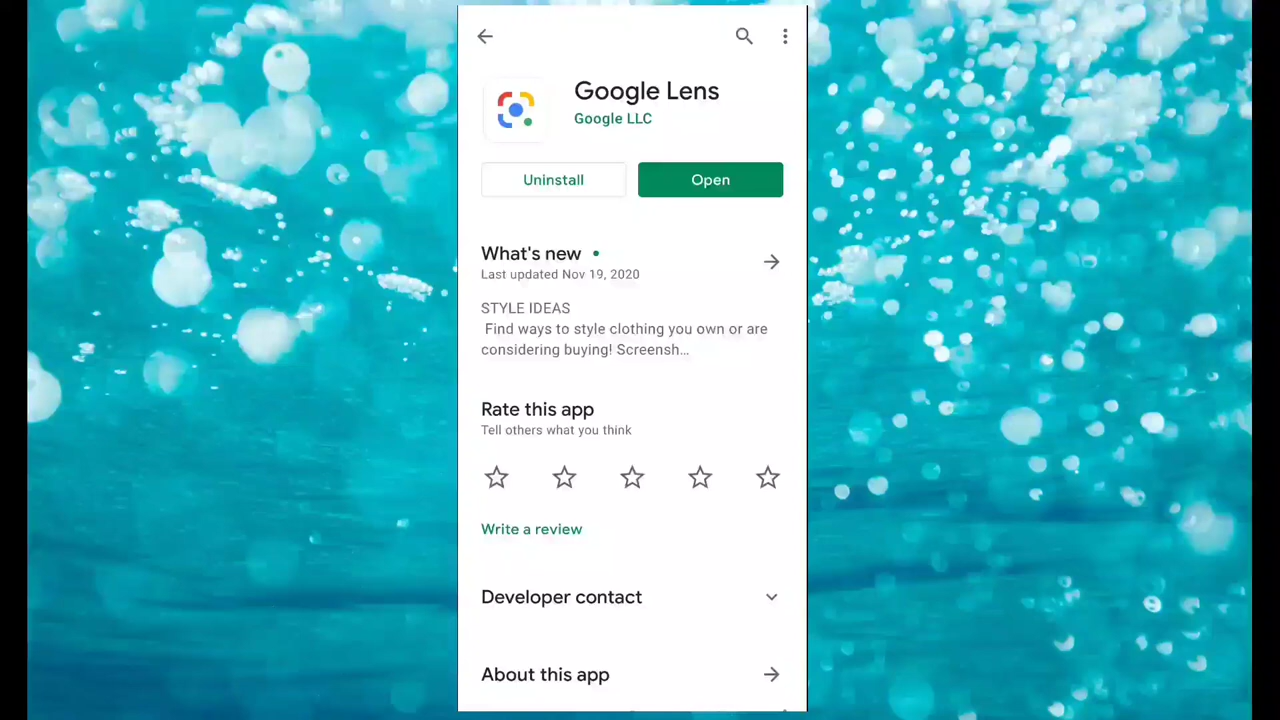 Google Lens
Google LLC
Uninstall
Open
What's new
Last updated Nov 19, 2020
STYLE IDEAS
Find ways to style clothing you own or are
considering buying! Screensh…
Rate this app
Tell others what you think
Write a review
Developer contact
About this app